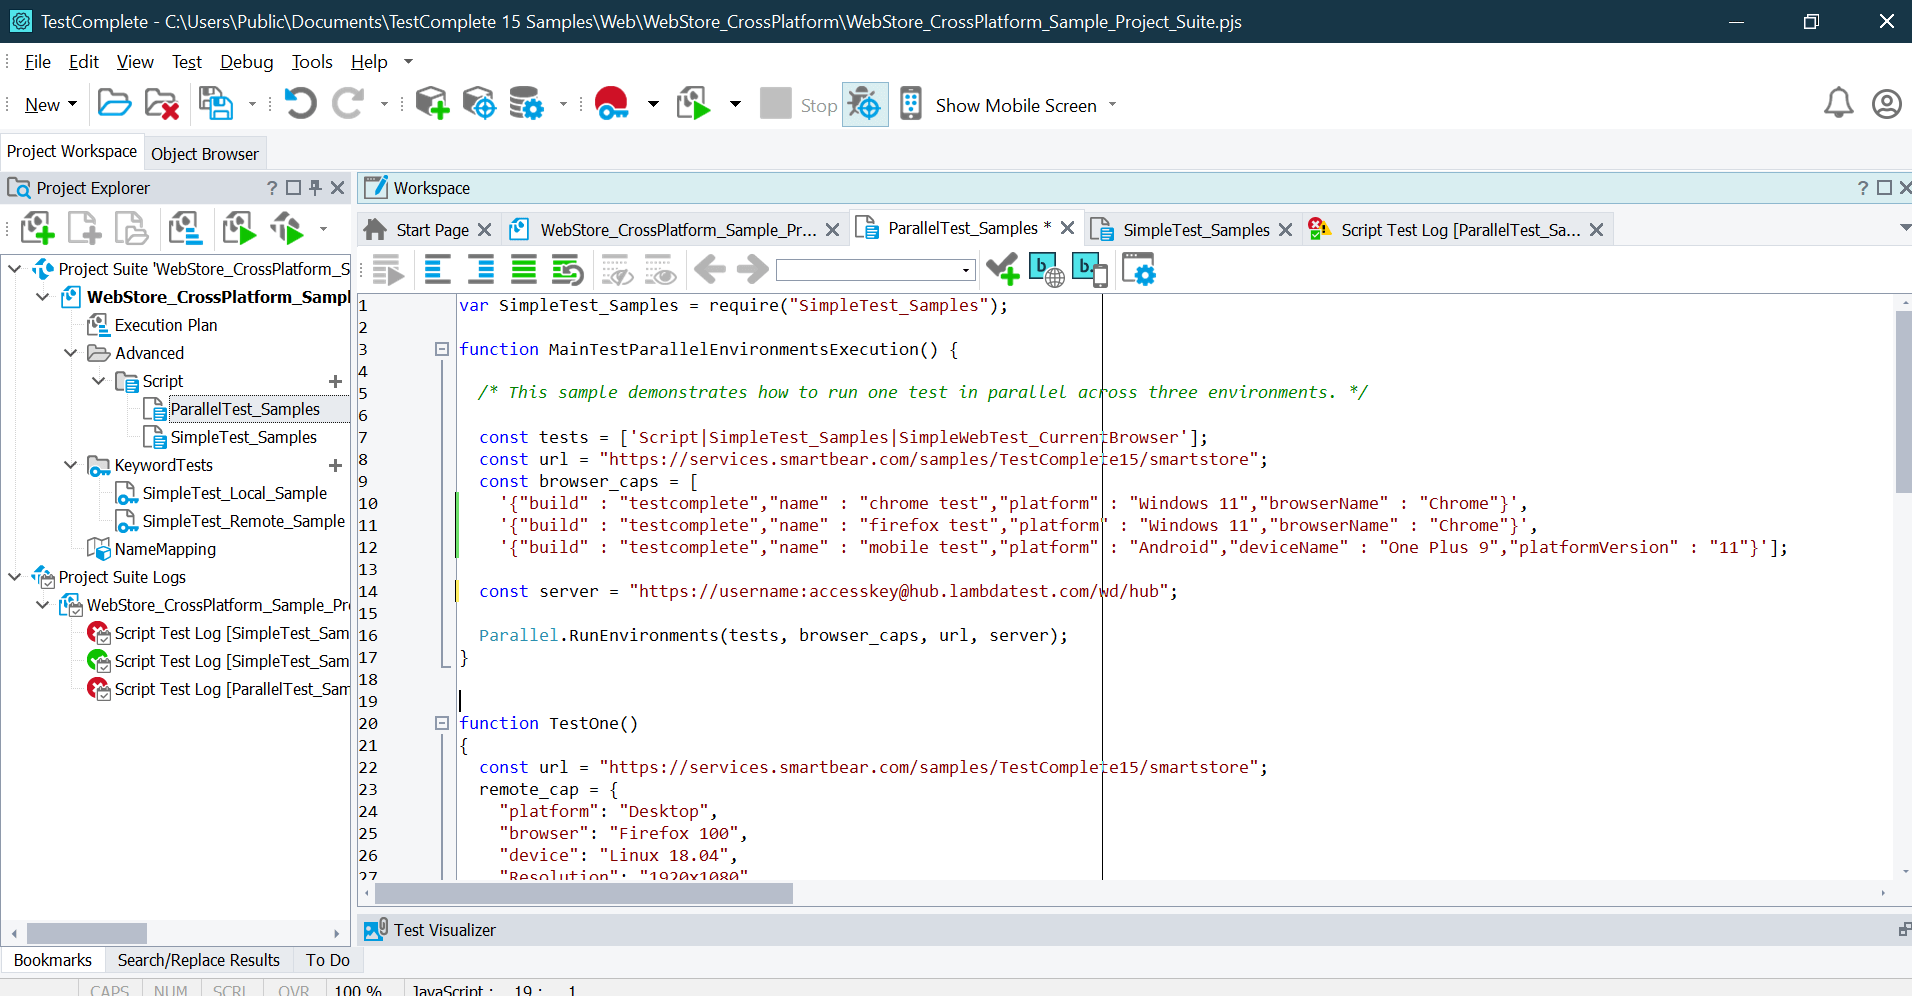 TestComplete - C:\Users\Public\Documents\TestComplete 15 Samples\Web\WebStore_CrossPlatform\WebStore_CrossPlatform_Sample_Project_Suite.pjs
File Edit View Test Debug Tools Help
New Stop Show Mobile Screen
Project Workspace Object Browser
Project Explorer ?
Workspace ?
Start Page WebStore_CrossPlatform_Sample_Pr... ParallelTest_Samples * SimpleTest_Samples Script Test Log [ParallelTest_Sa...
Project Suite 'WebStore_CrossPlatform_S
WebStore_CrossPlatform_Sampl
Execution Plan
Advanced
Script
ParallelTest_Samples
SimpleTest_Samples
KeywordTests
SimpleTest_Local_Sample
SimpleTest_Remote_Sample
NameMapping
Project Suite Logs
WebStore_CrossPlatform_Sample_Pr
Script Test Log [SimpleTest_Sam
Script Test Log [SimpleTest_Sam
Script Test Log [ParallelTest_Sam
1 var SimpleTest_Samples = require("SimpleTest_Samples");
2
3 function MainTestParallelEnvironmentsExecution() {
4
5 /* This sample demonstrates how to run one test in parallel across three environments. */
6
7 const tests = ['Script|SimpleTest_Samples|SimpleWebTest_CurrentBrowser'];
8 const url = "https://services.smartbear.com/samples/TestComplete15/smartstore";
9 const browser_caps = [
10 '{"build" : "testcomplete","name" : "chrome test","platform" : "Windows 11","browserName" : "Chrome"}',
11 '{"build" : "testcomplete","name" : "firefox test","platform" : "Windows 11","browserName" : "Chrome"}',
12 '{"build" : "testcomplete","name" : "mobile test","platform" : "Android","deviceName" : "One Plus 9","platformVersion" : "11"}'];
13
14 const server = "https://username:accesskey@hub.lambdatest.com/wd/hub";
15
16 Parallel.RunEnvironments(tests, browser_caps, url, server);
17 }
18
19
20 function TestOne()
21 {
22 const url = "https://services.smartbear.com/samples/TestComplete15/smartstore";
23 remote_cap = {
24 "platform": "Desktop",
25 "browser": "Firefox 100",
26 "device": "Linux 18.04",
27 "Resolution": "1920x1080"
Test Visualizer
Bookmarks Search/Replace Results To Do
CAPS NUM SCRL OVR 100 % JavaScript : 19 : 1